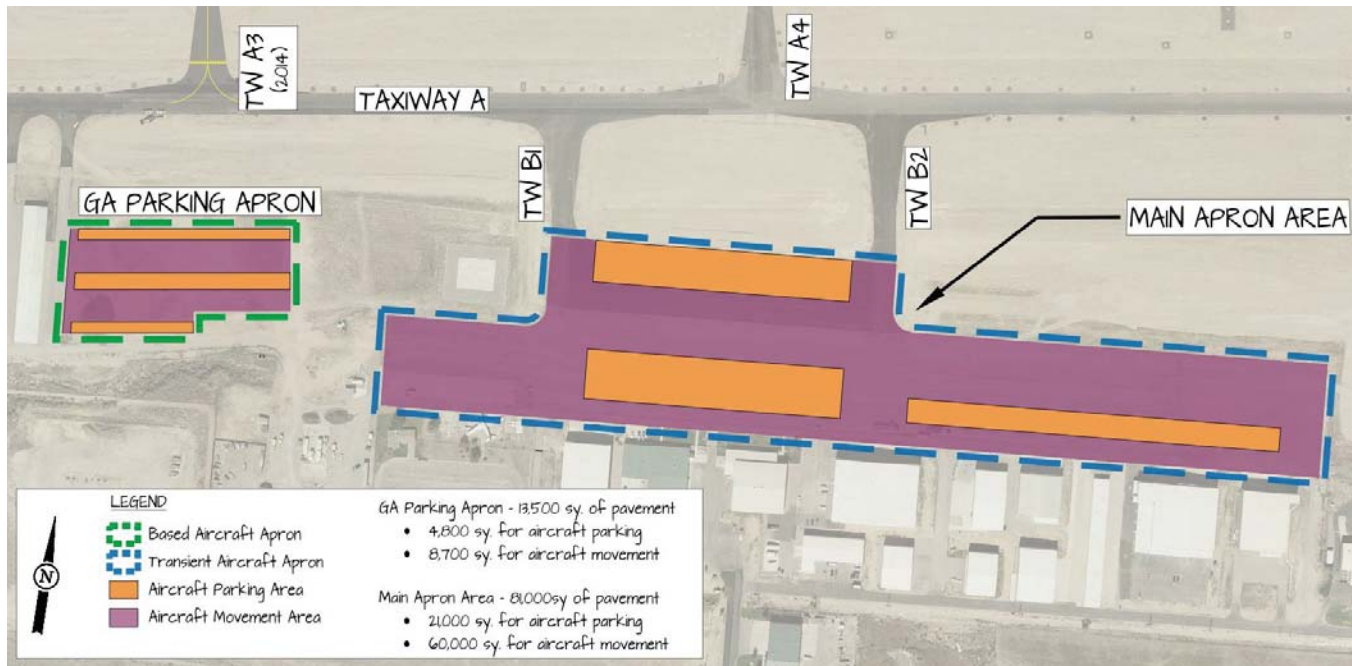 TW A3
(2014)
TW A4
TAXIWAY A
TW B1
TW B2
GA PARKING APRON
MAIN APRON AREA
LEGEND
Based Aircraft Apron
Transient Aircraft Apron
Aircraft Parking Area
Aircraft Movement Area
N
GA Parking Apron - 13,500 sy. of pavement
• 4,800 sy. for aircraft parking
• 8,700 sy. for aircraft movement
Main Apron Area - 81,000sy of pavement
• 21,000 sy. for aircraft parking
• 60,000 sy. for aircraft movement